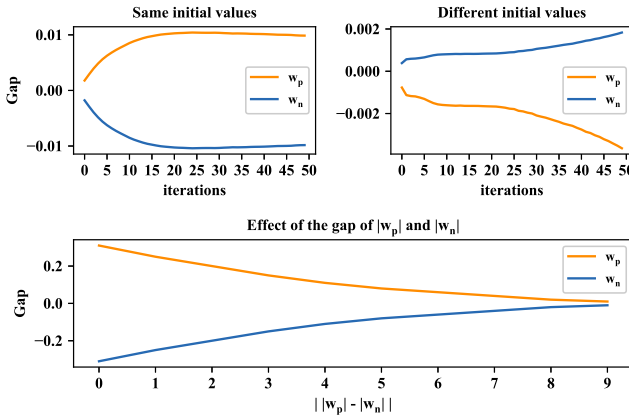 Same initial values
Gap
0.01
0.00
−0.01
w_p
w_n
0 5 10 15 20 25 30 35 40 45 50
iterations
Different initial values
0.002
0.000
−0.002
w_p
w_n
0 5 10 15 20 25 30 35 40 45 50
iterations
Effect of the gap of |w_p| and |w_n|
Gap
0.2
0.0
−0.2
w_p
w_n
0 1 2 3 4 5 6 7 8 9
| |w_p| - |w_n| |